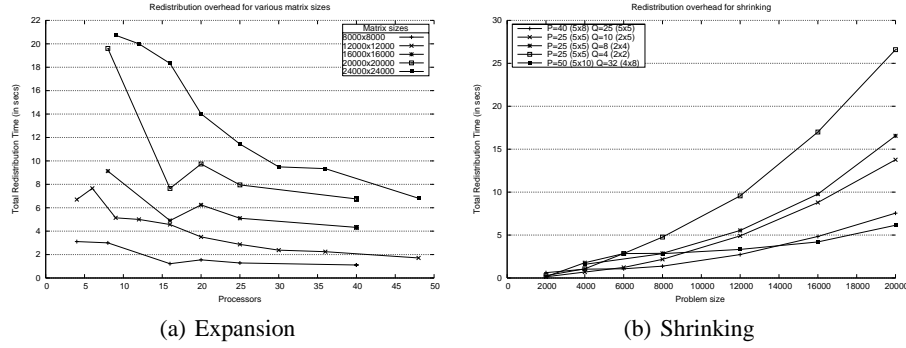 Redistribution overhead for various matrix sizes
Total Redistribution Time (in secs)
22
20
18
16
14
12
10
8
6
4
2
0
Matrix sizes
8000x8000
12000x12000
16000x16000
20000x20000
24000x24000
0 5 10 15 20 25 30 35 40 45 50
Processors
(a) Expansion
Redistribution overhead for shrinking
Total Redistribution Time (in secs)
30
25
20
15
10
5
0
P=40 (5x8) Q=25 (5x5)
P=25 (5x5) Q=10 (2x5)
P=25 (5x5) Q=8 (2x4)
P=25 (5x5) Q=4 (2x2)
P=50 (5x10) Q=32 (4x8)
0 2000 4000 6000 8000 10000 12000 14000 16000 18000 20000
Problem size
(b) Shrinking